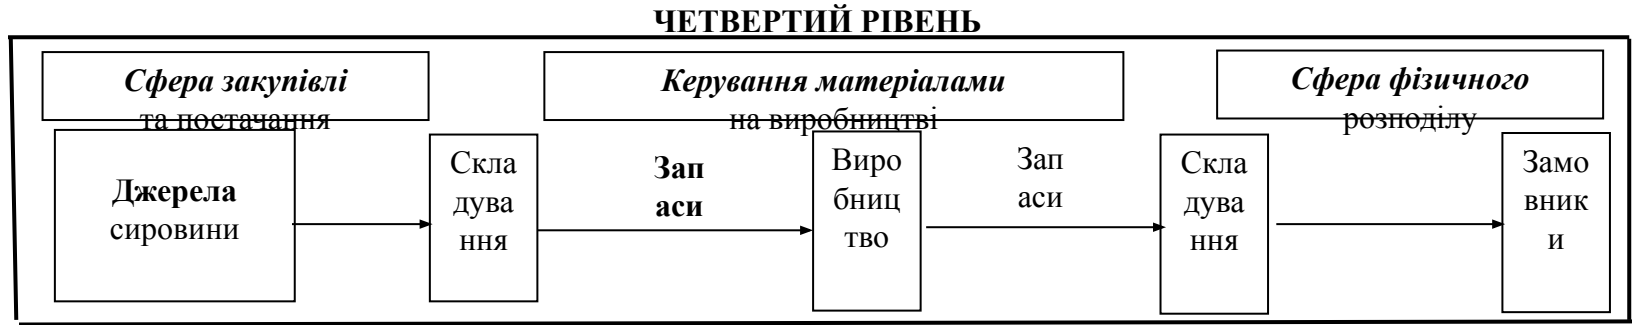 ЧЕТВЕРТИЙ РІВЕНЬ
Сфера закупівлі
та постачання
Керування матеріалами
на виробництві
Сфера фізичного
розподілу
Джерела
сировини
Скла
дува
ння
Зап
аси
Виро
бниц
тво
Зап
аси
Скла
дува
ння
Замо
вник
и